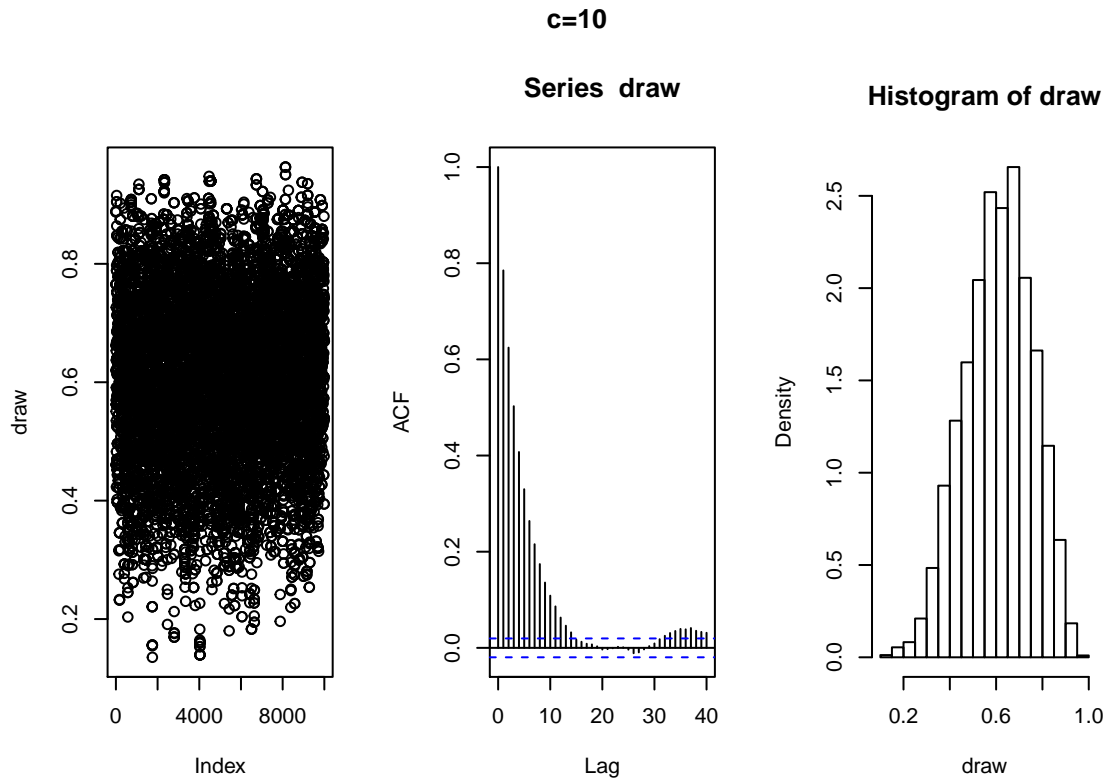 c=10
Series draw
Histogram of draw
draw
0.2 0.4 0.6 0.8
0 4000 8000
Index
ACF
0.0 0.2 0.4 0.6 0.8 1.0
0 10 20 30 40
Lag
Density
0.0 0.5 1.0 1.5 2.0 2.5
0.2 0.6 1.0
draw